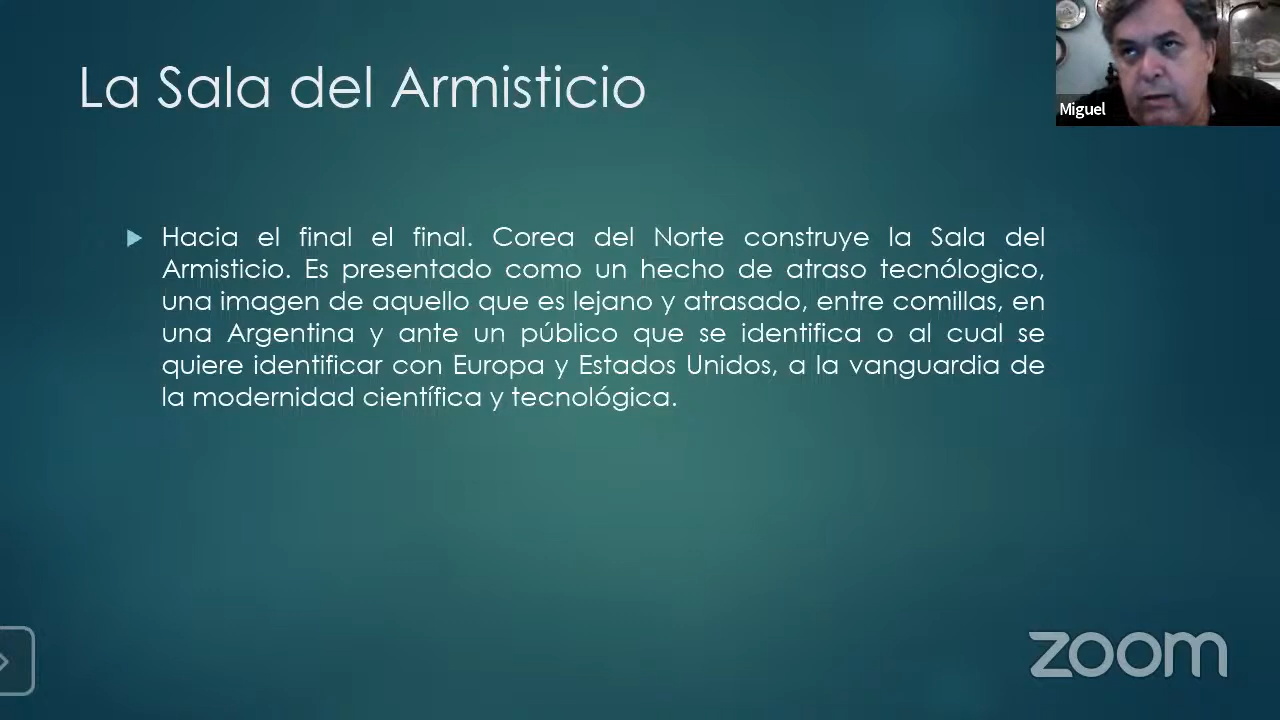 La Sala del Armisticio
Miguel
Hacia el final el final. Corea del Norte construye la Sala del
Armisticio. Es presentado como un hecho de atraso tecnólogico,
una imagen de aquello que es lejano y atrasado, entre comillas, en
una Argentina y ante un público que se identifica o al cual se
quiere identificar con Europa y Estados Unidos, a la vanguardia de
la modernidad científica y tecnológica.
zoom